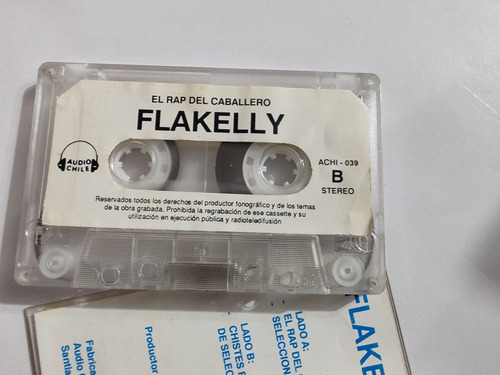 EL RAP DEL CABALLERO
FLAKELLY
AUDIO
CHILE
ACHI - 039
B
STEREO
Reservados todos los derechos del productor fonográfico y de los temas
de la obra grabada. Prohibida la regrabación de ese cassette y su
utilización en ejecución pública y radioteledifusión
FLAKE
LADO A:
EL RAP DEL
SELECCION
LADO B:
CHISTES
DE SELEC
Productor
Fabrica
Audio
Santia